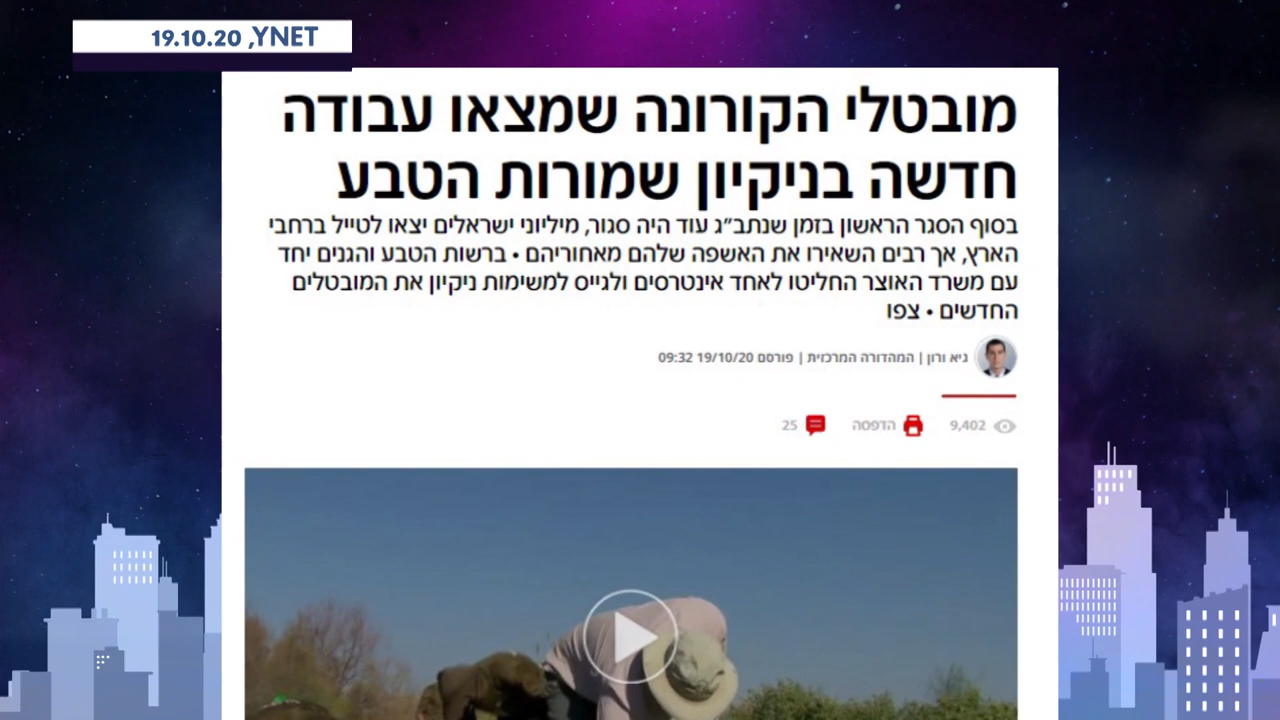 YNET, 19.10.20
מובטלי הקורונה שמצאו עבודה
חדשה בניקיון שמורות הטבע
בסוף הסגר הראשון בזמן שנתב״ג עוד היה סגור, מיליוני ישראלים יצאו לטייל ברחבי
הארץ, אך רבים השאירו את האשפה שלהם מאחוריהם • ברשות הטבע והגנים יחד
עם משרד האוצר החליטו לאחד אינטרסים ולגייס למשימות ניקיון את המובטלים
החדשים • צפו
גיא ורון | המהדורה המרכזית | פורסם 19/10/20 09:32
9,402 הדפסה 25